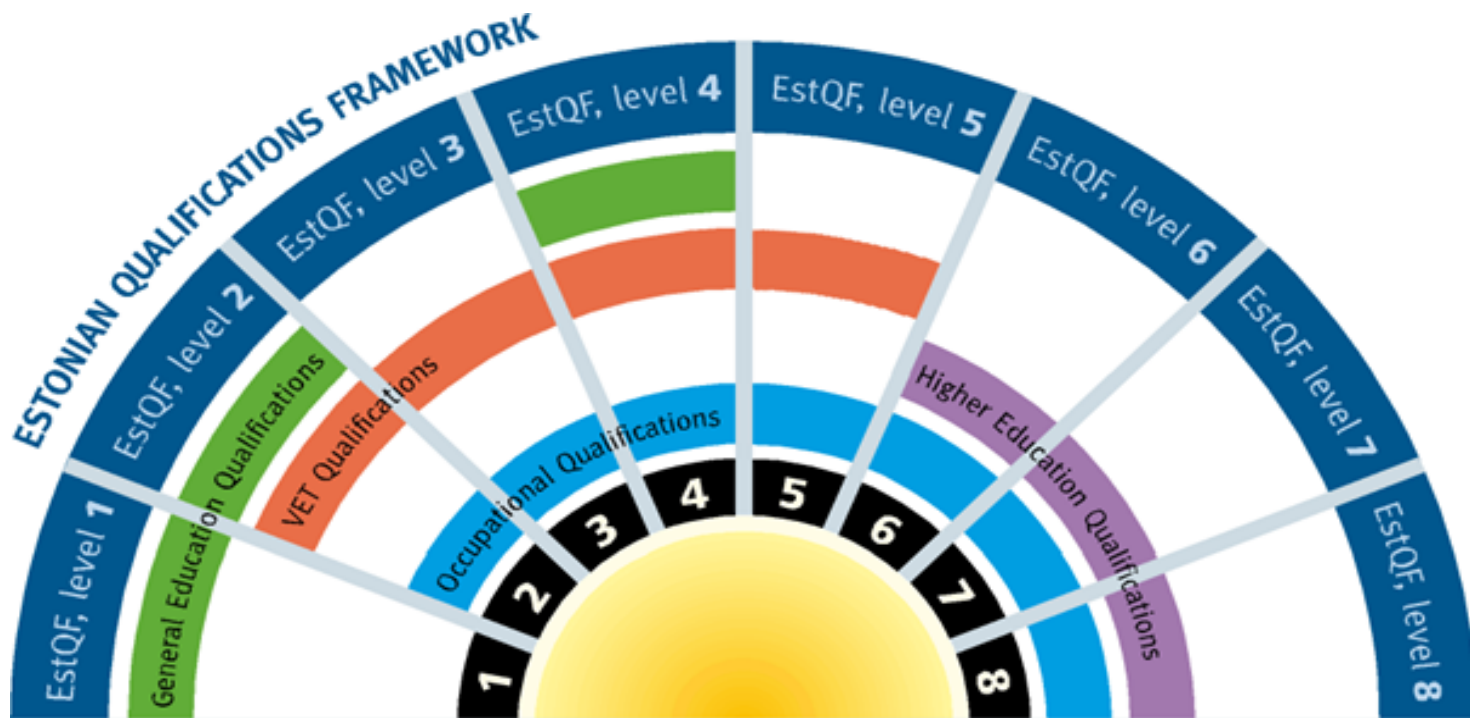 ESTONIAN QUALIFICATIONS FRAMEWORK
EstQF, level 1
EstQF, level 2
EstQF, level 3
EstQF, level 4
EstQF, level 5
EstQF, level 6
EstQF, level 7
EstQF, level 8
General Education Qualifications
VET Qualifications
Occupational Qualifications
Higher Education Qualifications
1
2
3
4
5
6
7
8